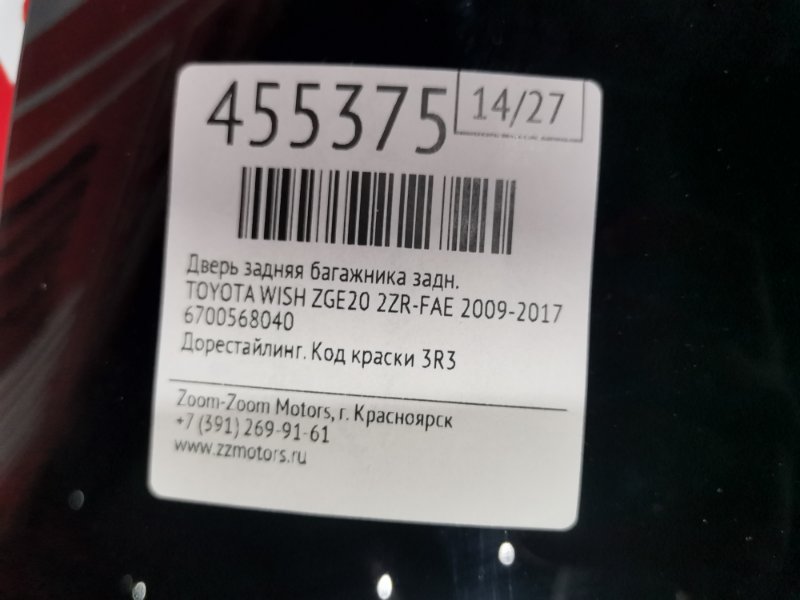 455375
14/27
Дверь задняя багажника задн.
TOYOTA WISH ZGE20 2ZR-FAE 2009-2017
6700568040
Дорестайлинг. Код краски 3R3
Zoom-Zoom Motors, г. Красноярск
+7 (391) 269-91-61
www.zzmotors.ru